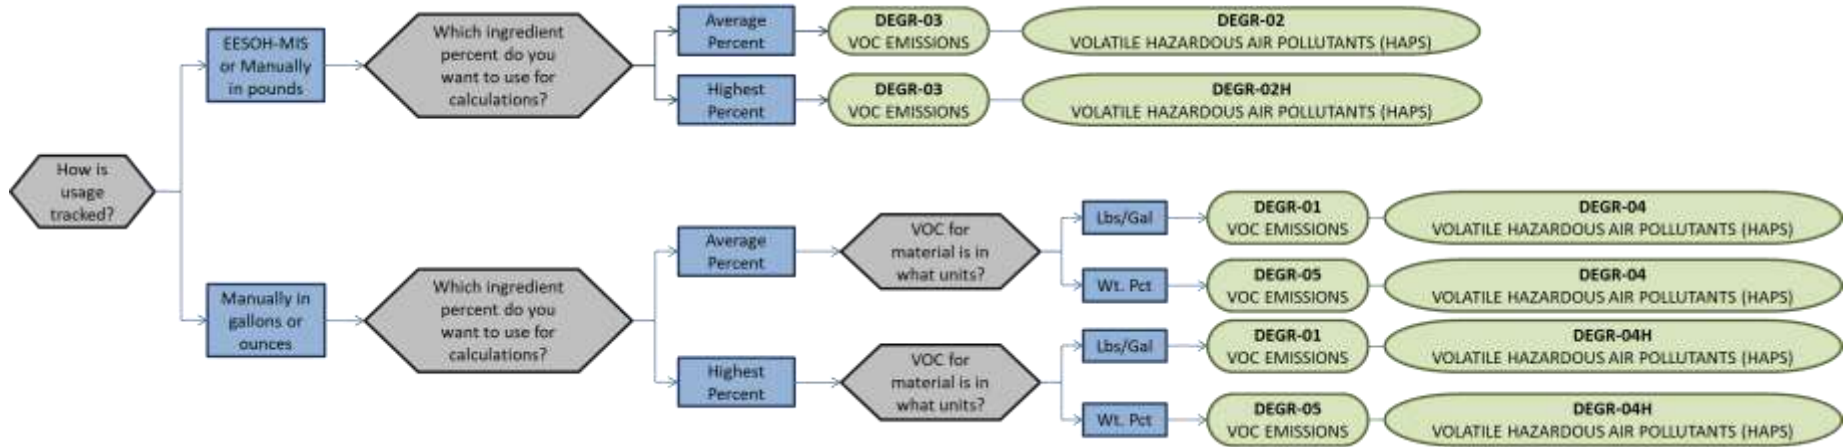 EESOH-MIS
or Manually
in pounds
Which ingredient
percent do you
want to use for
calculations?
Average
Percent
DEGR-03
VOC EMISSIONS
DEGR-02
VOLATILE HAZARDOUS AIR POLLUTANTS (HAPS)
Highest
Percent
DEGR-03
VOC EMISSIONS
DEGR-02H
VOLATILE HAZARDOUS AIR POLLUTANTS (HAPS)
How is
usage
tracked?
Manually in
gallons or
ounces
Which ingredient
percent do you
want to use for
calculations?
Average
Percent
VOC for
material is in
what units?
Lbs/Gal
DEGR-01
VOC EMISSIONS
DEGR-04
VOLATILE HAZARDOUS AIR POLLUTANTS (HAPS)
Wt. Pct
DEGR-05
VOC EMISSIONS
DEGR-04
VOLATILE HAZARDOUS AIR POLLUTANTS (HAPS)
Highest
Percent
VOC for
material is in
what units?
Lbs/Gal
DEGR-01
VOC EMISSIONS
DEGR-04H
VOLATILE HAZARDOUS AIR POLLUTANTS (HAPS)
Wt. Pct
DEGR-05
VOC EMISSIONS
DEGR-04H
VOLATILE HAZARDOUS AIR POLLUTANTS (HAPS)